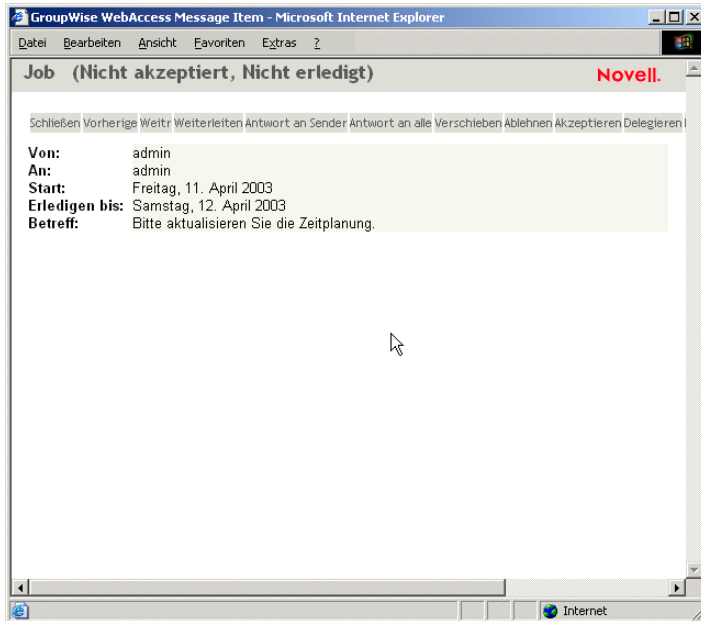 GroupWise WebAccess Message Item - Microsoft Internet Explorer
Datei Bearbeiten Ansicht Favoriten Extras ?
Job (Nicht akzeptiert, Nicht erledigt) Novell.
Schließen Vorherige Weitr Weiterleiten Antwort an Sender Antwort an alle Verschieben Ablehnen Akzeptieren Delegieren
Von: admin
An: admin
Start: Freitag, 11. April 2003
Erledigen bis: Samstag, 12. April 2003
Betreff: Bitte aktualisieren Sie die Zeitplanung.
Internet